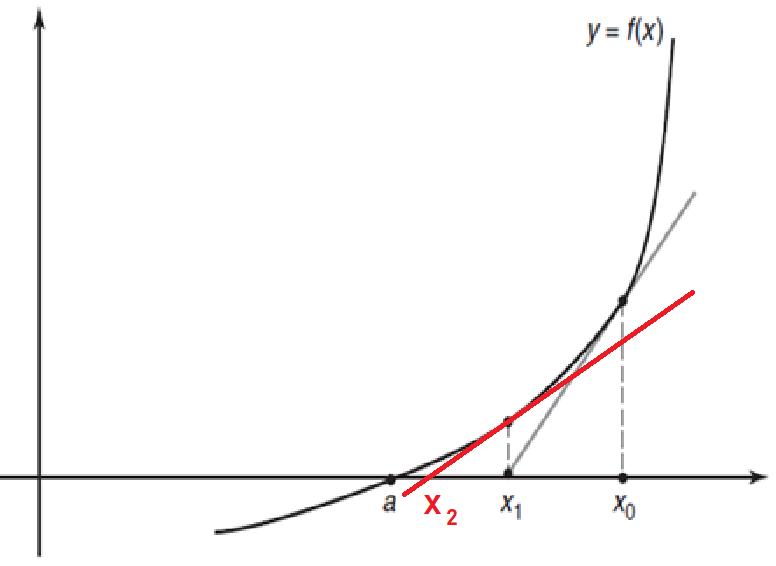 y = f(x)
a
x₂
x₁
x₀